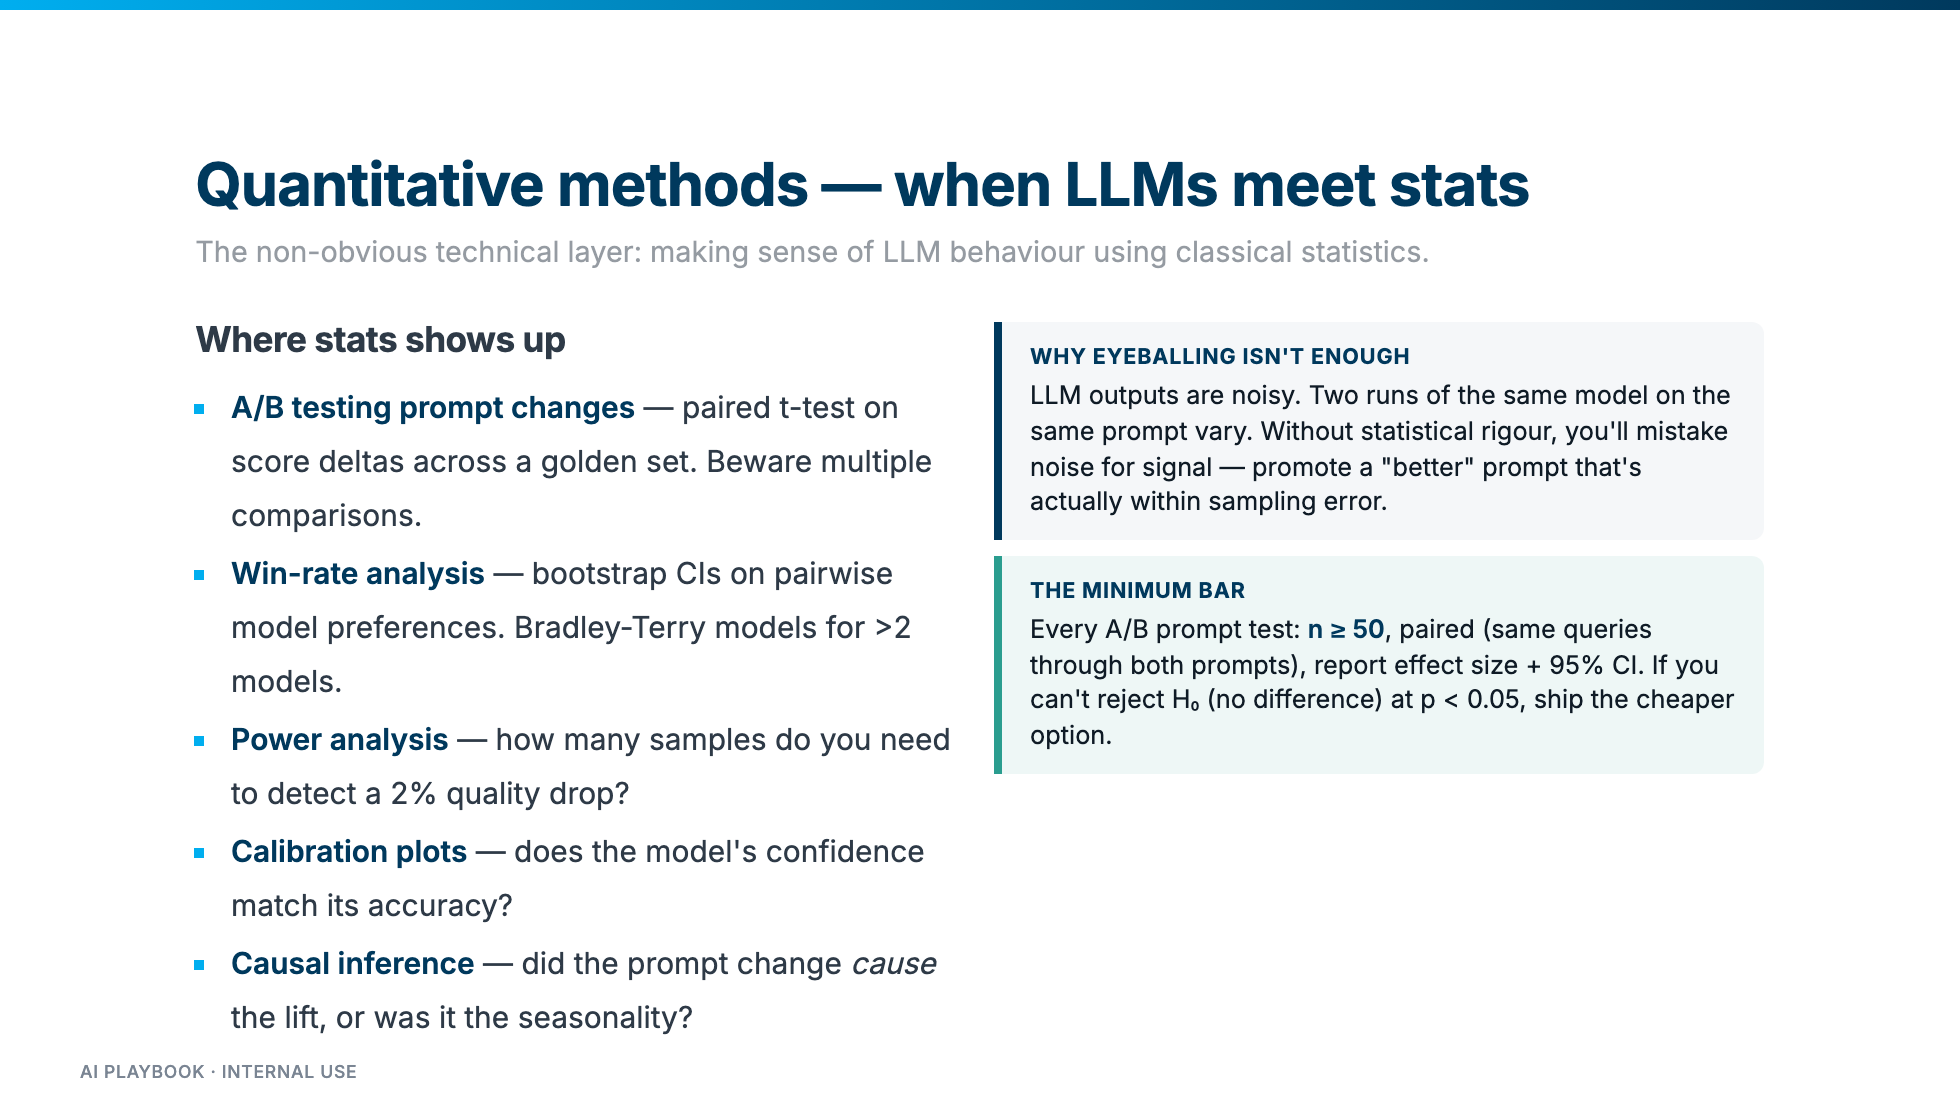 Quantitative methods — when LLMs meet stats
The non-obvious technical layer: making sense of LLM behaviour using classical statistics.
Where stats shows up
A/B testing prompt changes — paired t-test on
score deltas across a golden set. Beware multiple
comparisons.
Win-rate analysis — bootstrap CIs on pairwise
model preferences. Bradley-Terry models for >2
models.
Power analysis — how many samples do you need
to detect a 2% quality drop?
Calibration plots — does the model's confidence
match its accuracy?
Causal inference — did the prompt change cause
the lift, or was it the seasonality?
WHY EYEBALLING ISN'T ENOUGH
LLM outputs are noisy. Two runs of the same model on the
same prompt vary. Without statistical rigour, you'll mistake
noise for signal — promote a "better" prompt that's
actually within sampling error.
THE MINIMUM BAR
Every A/B prompt test: n ≥ 50, paired (same queries
through both prompts), report effect size + 95% CI. If you
can't reject H₀ (no difference) at p < 0.05, ship the cheaper
option.
AI PLAYBOOK · INTERNAL USE